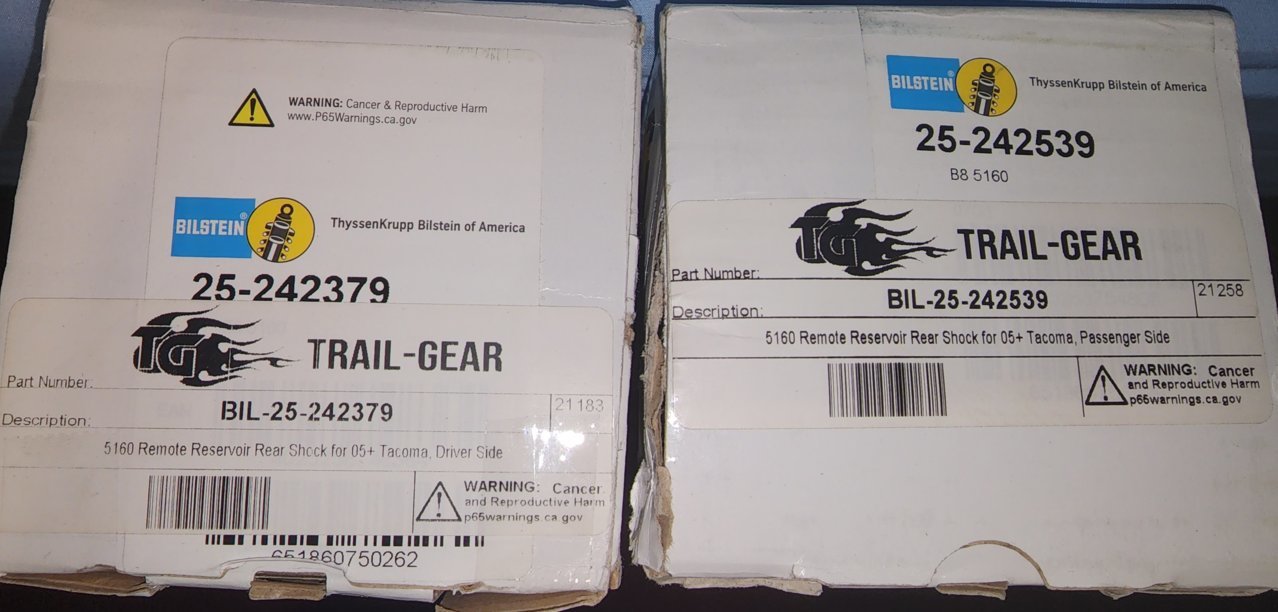 WARNING: Cancer & Reproductive Harm
www.P65Warnings.ca.gov
BILSTEIN®
ThyssenKrupp Bilstein of America
25-242379
TG TRAIL-GEAR
Part Number:
BIL-25-242379
21183
Description:
5160 Remote Reservoir Rear Shock for 05+ Tacoma, Driver Side
WARNING: Cancer
and Reproductive Harm
p65warnings.ca.gov
651860750262
BILSTEIN®
ThyssenKrupp Bilstein of America
25-242539
B8 5160
TG TRAIL-GEAR
Part Number:
BIL-25-242539
21258
Description:
5160 Remote Reservoir Rear Shock for 05+ Tacoma, Passenger Side
WARNING: Cancer
and Reproductive Harm
p65warnings.ca.gov